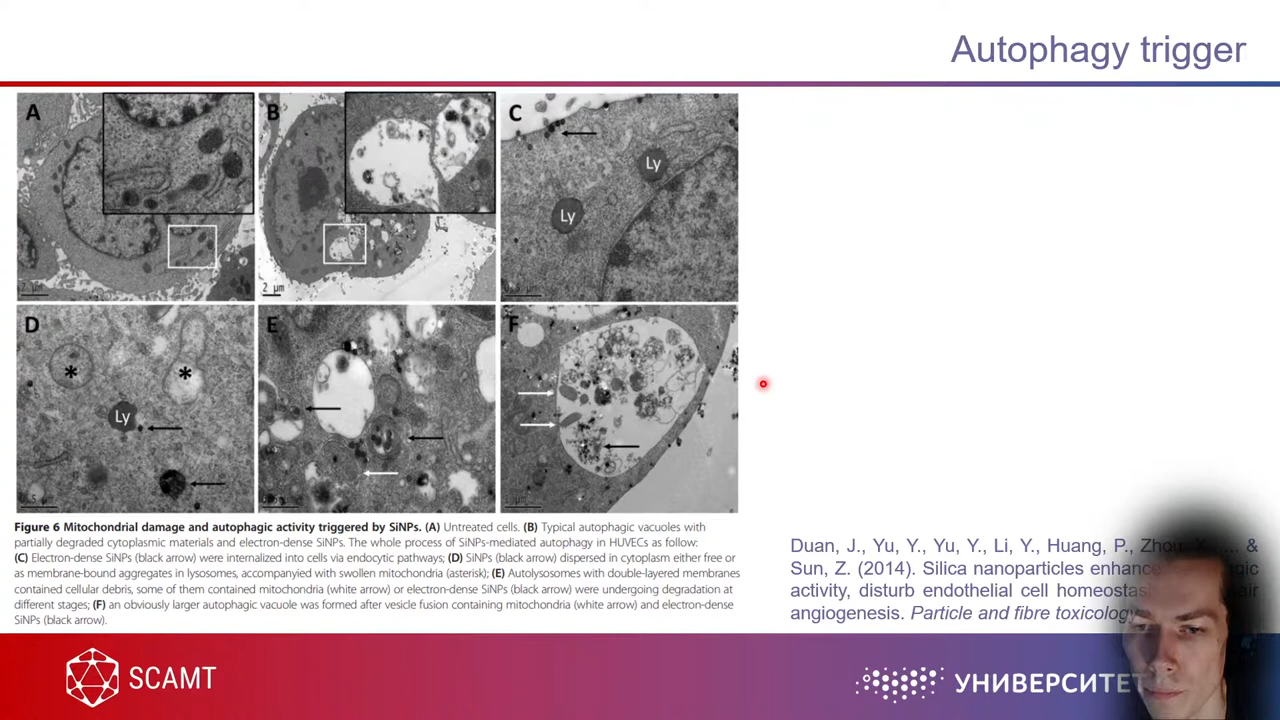 Autophagy trigger
A
B
2 µm
C
Ly
Ly
D
*
*
Ly
E
F
Figure 6 Mitochondrial damage and autophagic activity triggered by SiNPs. (A) Untreated cells. (B) Typical autophagic vacuoles with
partially degraded cytoplasmic materials and electron-dense SiNPs. The whole process of SiNPs-mediated autophagy in HUVECs as follow:
(C) Electron-dense SiNPs (black arrow) were internalized into cells via endocytic pathways; (D) SiNPs (black arrow) dispersed in cytoplasm either free or
as membrane-bound aggregates in lysosomes, accompanyied with swollen mitochondria (asterisk); (E) Autolysosomes with double-layered membranes
contained cellular debris, some of them contained mitochondria (white arrow) or electron-dense SiNPs (black arrow) were undergoing degradation at
different stages; (F) an obviously larger autophagic vacuole was formed after vesicle fusion containing mitochondria (white arrow) and electron-dense
SiNPs (black arrow).
Duan, J., Yu, Y., Yu, Y., Li, Y., Huang, P., &
Sun, Z. (2014). Silica nanoparticles enhance
activity, disturb endothelial cell
angiogenesis. Particle and fibre toxicology
SCAMT
УНИВЕРСИТЕТ